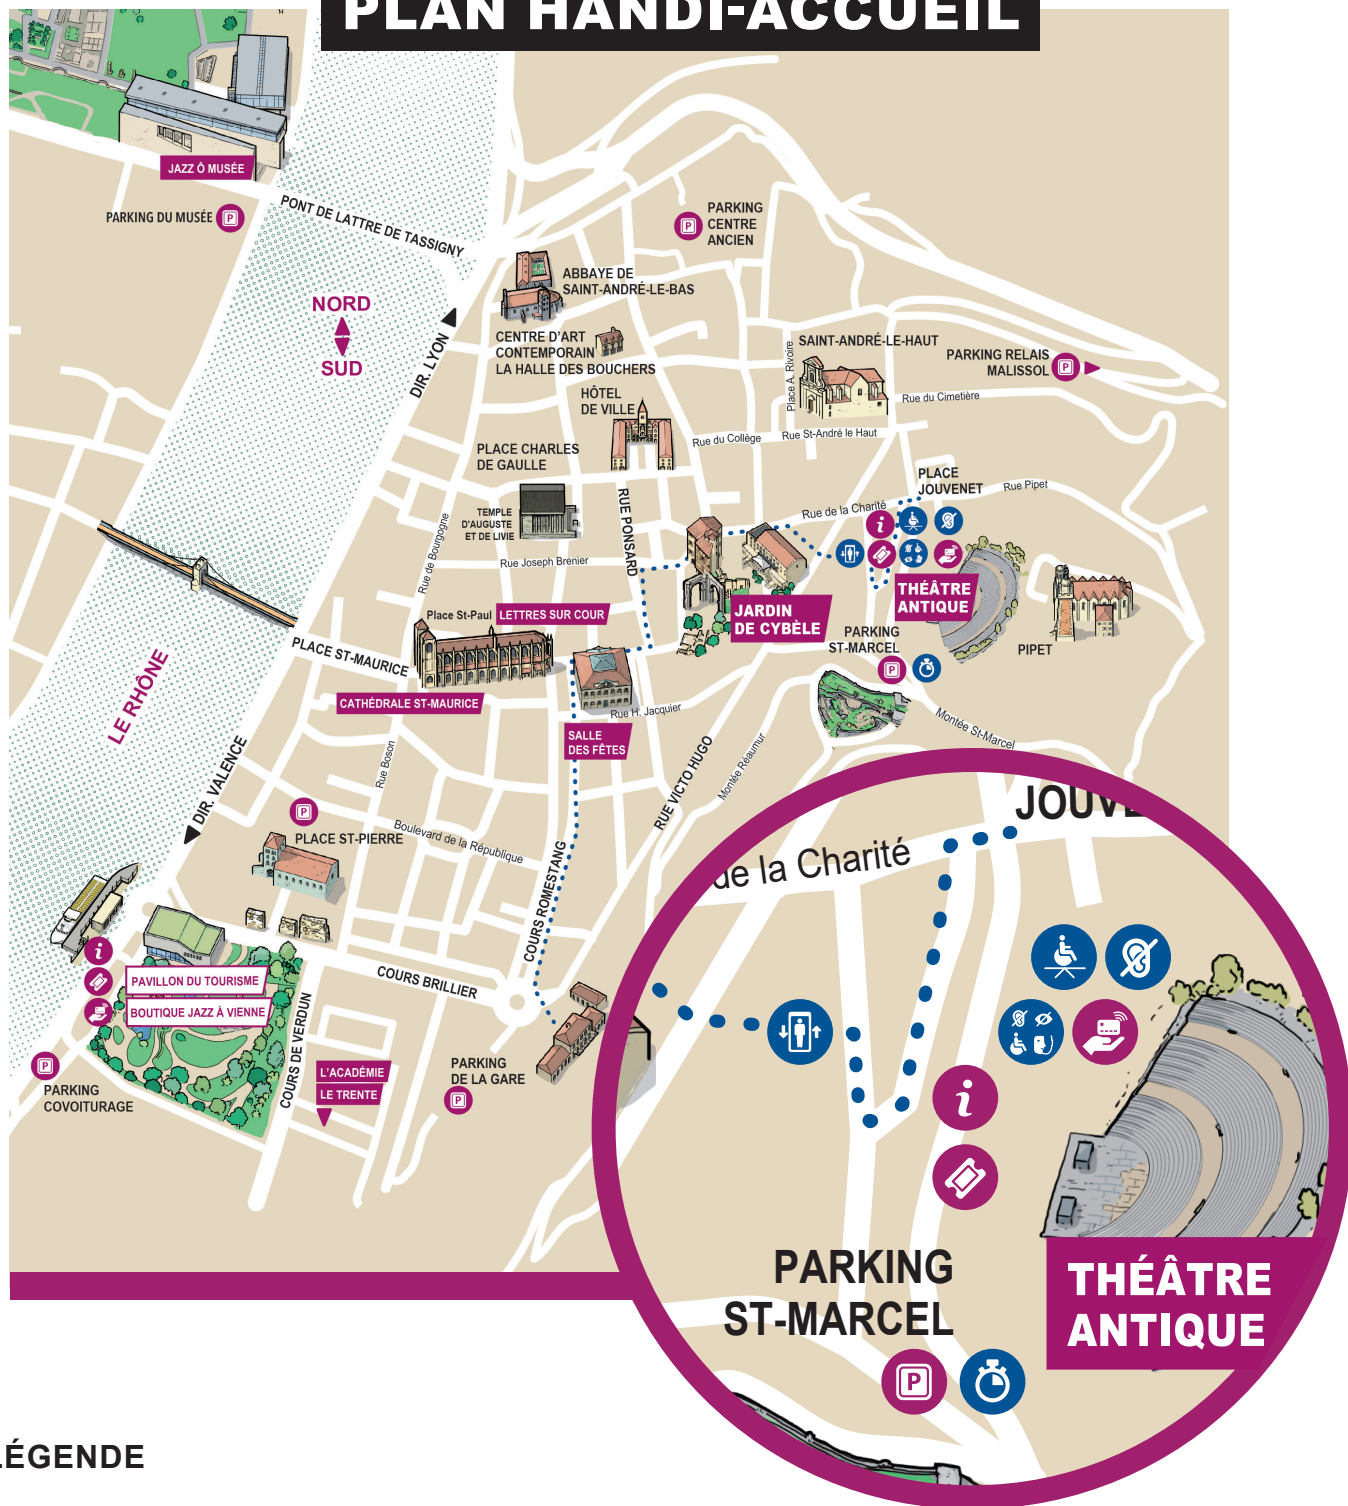 PLAN HANDI-ACCUEIL
JAZZ Ô MUSÉE
PARKING DU MUSÉE
P
PONT DE LATTRE DE TASSIGNY
NORD
SUD
DIR. LYON
P
PARKING
CENTRE
ANCIEN
ABBAYE DE
SAINT-ANDRÉ-LE-BAS
CENTRE D'ART
CONTEMPORAIN
LA HALLE DES BOUCHERS
HÔTEL
DE VILLE
Place A. Rivoire
SAINT-ANDRÉ-LE-HAUT
PARKING RELAIS
MALISSOL
P
Rue du Cimetière
Rue du Collège
Rue St-André le Haut
PLACE CHARLES
DE GAULLE
TEMPLE
D'AUGUSTE
ET DE LIVIE
RUE PONSARD
Rue de Bourgogne
Rue Joseph Brenier
PLACE
JOUVENET
Rue Pipet
Rue de la Charité
i
THÉÂTRE
ANTIQUE
JARDIN
DE CYBÈLE
PARKING
ST-MARCEL
P
PIPET
Place St-Paul
LETTRES SUR COUR
PLACE ST-MAURICE
CATHÉDRALE ST-MAURICE
LE RHÔNE
Rue H. Jacquier
SALLE
DES FÊTES
Montée St-Marcel
RUE VICTO HUGO
Montée Réaumur
DIR. VALENCE
Rue Boson
P
PLACE ST-PIERRE
Boulevard de la République
COURS ROMESTANG
COURS BRILLIER
i
PAVILLON DU TOURISME
BOUTIQUE JAZZ À VIENNE
COURS DE VERDUN
P
PARKING
COVOITURAGE
L'ACADÉMIE
LE TRENTE
PARKING
DE LA GARE
P
JOUVE
de la Charité
i
PARKING
ST-MARCEL
P
THÉÂTRE
ANTIQUE
LÉGENDE